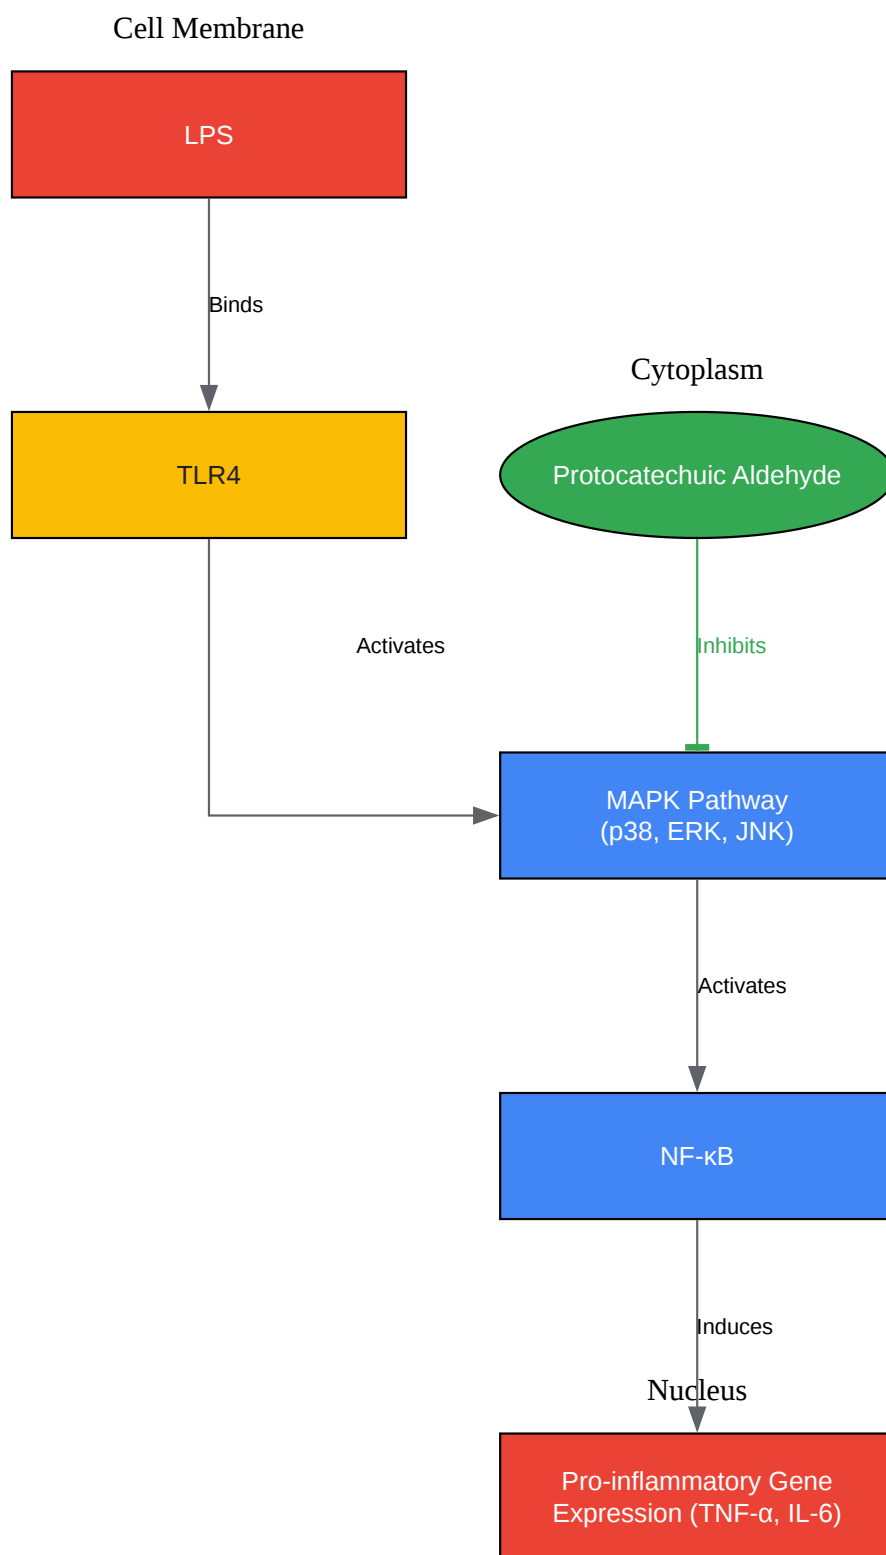 Cell Membrane
LPS
Binds
Cytoplasm
TLR4
Protocatechuic Aldehyde
Activates
Inhibits
MAPK Pathway
(p38, ERK, JNK)
Activates
NF-κB
Induces
Nucleus
Pro-inflammatory Gene
Expression (TNF-α, IL-6)